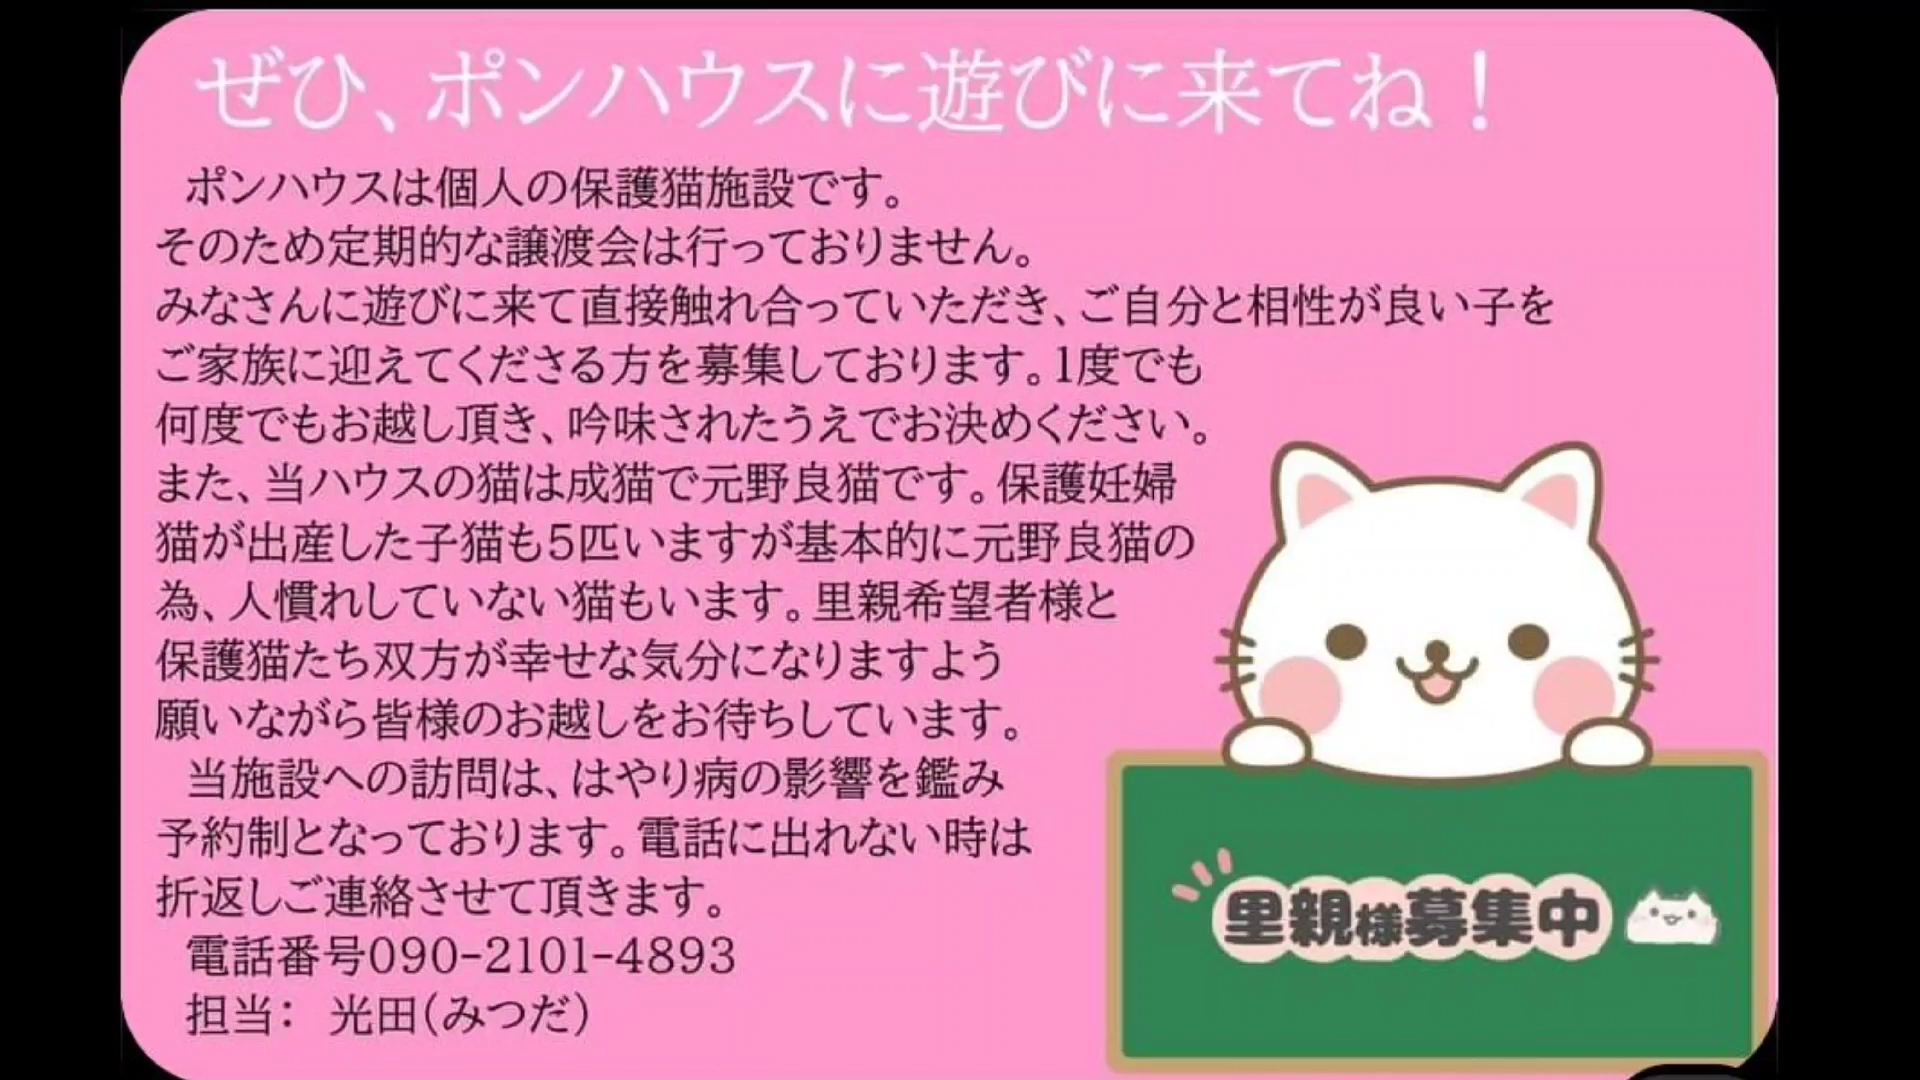 ぜひ、ポンハウスに遊びに来てね！
ポンハウスは個人の保護猫施設です。
そのため定期的な譲渡会は行っておりません。
みなさんに遊びに来て直接触れ合っていただき、ご自分と相性が良い子を
ご家族に迎えてくださる方を募集しております。1度でも
何度でもお越し頂き、吟味されたうえでお決めください。
また、当ハウスの猫は成猫で元野良猫です。保護妊婦
猫が出産した子猫も5匹いますが基本的に元野良猫の
為、人慣れしていない猫もいます。里親希望者様と
保護猫たち双方が幸せな気分になりますよう
願いながら皆様のお越しをお待ちしています。
当施設への訪問は、はやり病の影響を鑑み
予約制となっております。電話に出れない時は
折返しご連絡させて頂きます。
電話番号090-2101-4893
担当： 光田(みつだ)
里親様募集中